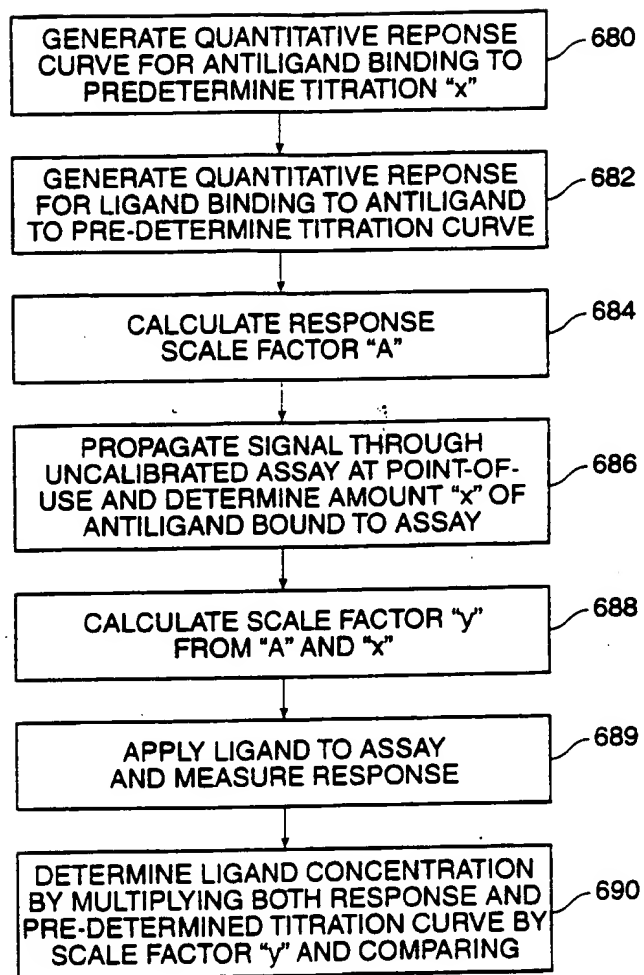 GENERATE QUANTITATIVE REPONSE
CURVE FOR ANTILIGAND BINDING TO
PREDETERMINE TITRATION “x”
680
GENERATE QUANTITATIVE REPONSE
FOR LIGAND BINDING TO ANTILIGAND
TO PRE-DETERMINE TITRATION CURVE
682
CALCULATE RESPONSE
SCALE FACTOR “A”
684
PROPAGATE SIGNAL THROUGH
UNCALIBRATED ASSAY AT POINT-OF-
USE AND DETERMINE AMOUNT “x” OF
ANTILIGAND BOUND TO ASSAY
686
CALCULATE SCALE FACTOR “y”
FROM “A” AND “x”
688
APPLY LIGAND TO ASSAY
AND MEASURE RESPONSE
689
DETERMINE LIGAND CONCENTRATION
BY MULTIPLYING BOTH RESPONSE AND
PRE-DETERMINED TITRATION CURVE BY
SCALE FACTOR “y” AND COMPARING
690